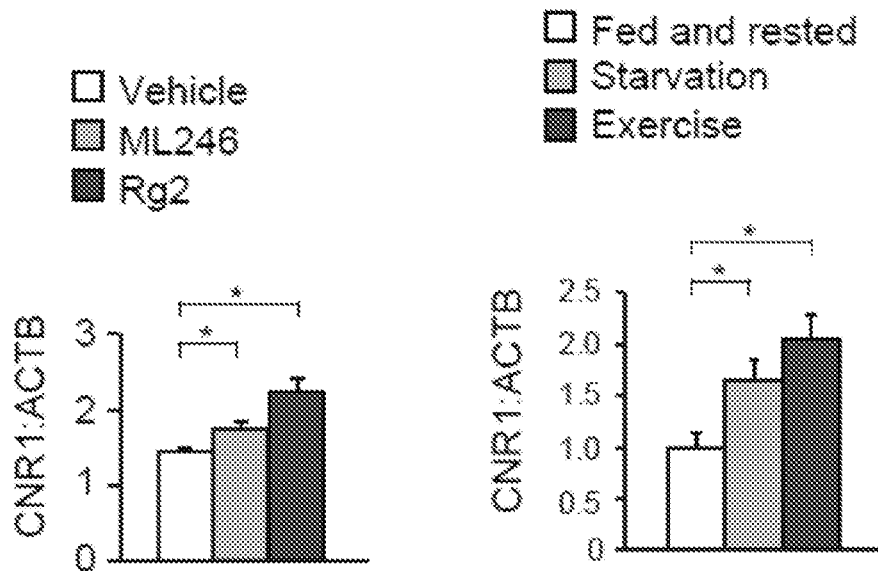 Vehicle
ML246
Rg2
CNR1:ACTB
3
2
1
0
*
*
Fed and rested
Starvation
Exercise
CNR1:ACTB
2.5
2.0
1.5
1.0
0.5
0
*
*